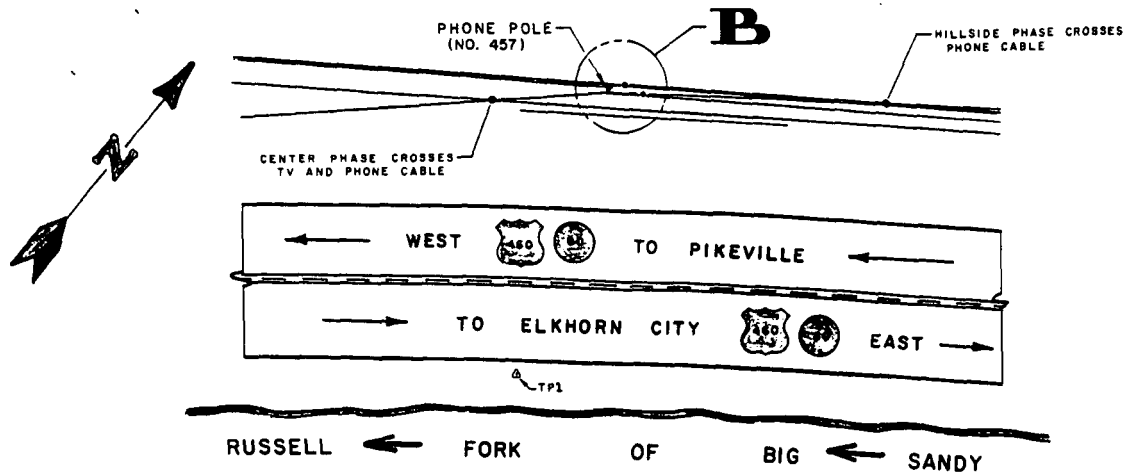 PHONE POLE
(NO. 457)
B
HILLSIDE PHASE CROSSES
PHONE CABLE
N
CENTER PHASE CROSSES
TV AND PHONE CABLE
WEST 460 80 TO PIKEVILLE
TO ELKHORN CITY 460 EAST
TP1
RUSSELL FORK OF BIG SANDY